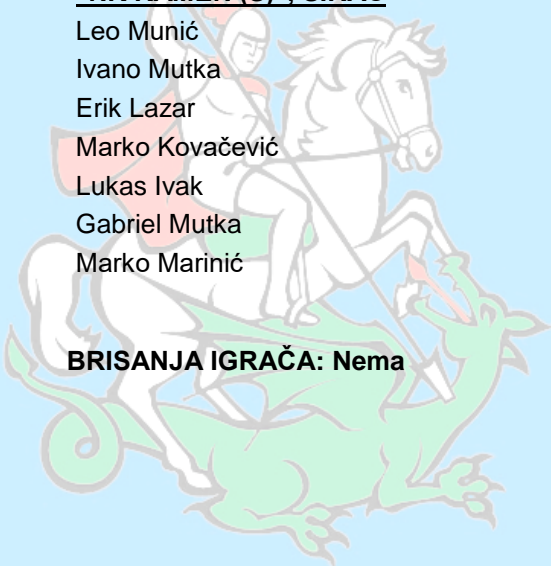 Leo Munić
Ivano Mutka
Erik Lazar
Marko Kovačević
Lukas Ivak
Gabriel Mutka
Marko Marinić
BRISANJA IGRAČA: Nema